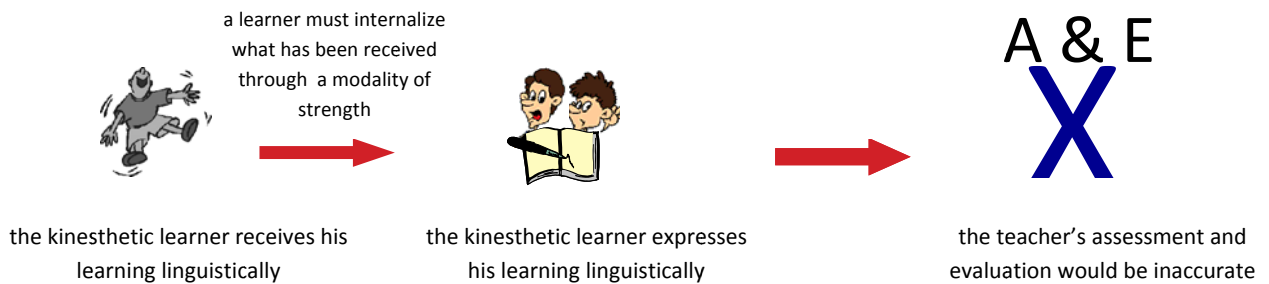 a learner must internalize
what has been received
through a modality of
strength
A & E
X
the kinesthetic learner receives his
learning linguistically
the kinesthetic learner expresses
his learning linguistically
the teacher’s assessment and
evaluation would be inaccurate